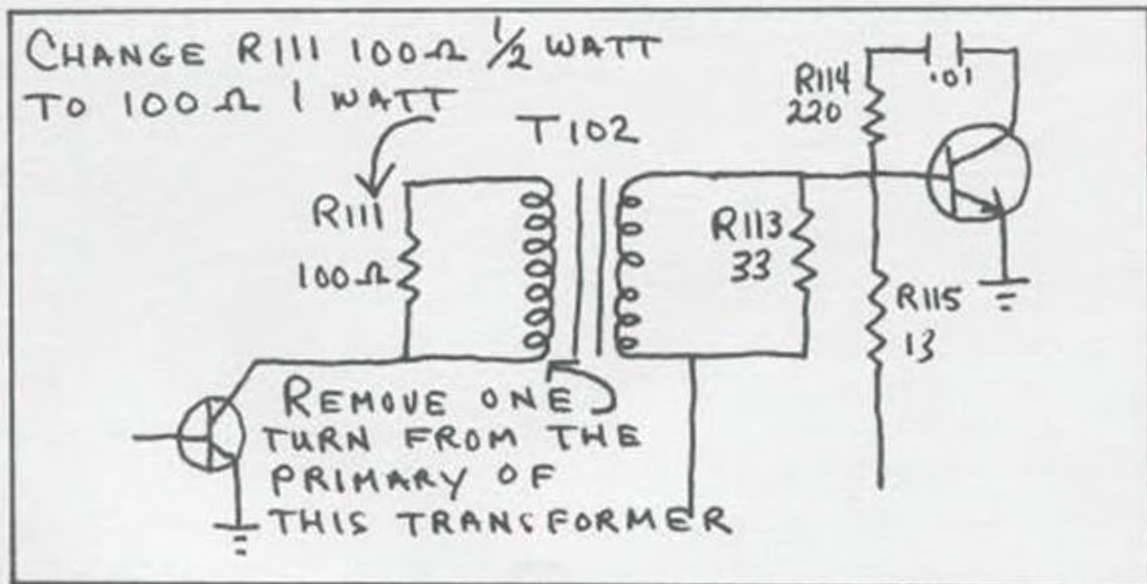 CHANGE R111 100Ω 1/2 WATT
TO 100Ω 1 WATT
T102
R111
100Ω
R113
33
R114
220
.01
R115
13
REMOVE ONE
TURN FROM THE
PRIMARY OF
THIS TRANSFORMER